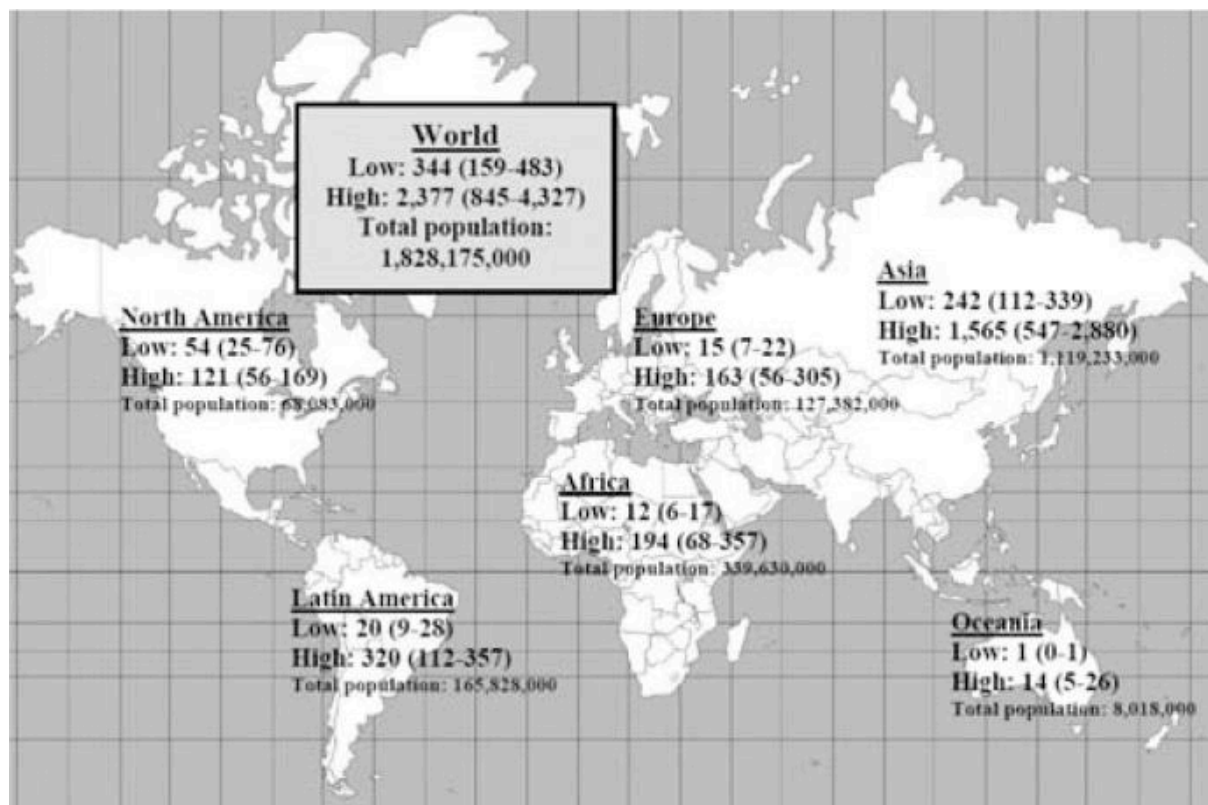 World
Low: 344 (159-483)
High: 2,377 (845-4,327)
Total population:
1,828,175,000
Asia
Low: 242 (112-339)
High: 1,565 (547-2,880)
Total population: 1,119,233,000
North America
Low: 54 (25-76)
High: 121 (56-169)
Total population: 68,083,000
Europe
Low: 15 (7-22)
High: 163 (56-305)
Total population: 127,382,000
Africa
Low: 12 (6-17)
High: 194 (68-357)
Total population: 339,630,000
Latin America
Low: 20 (9-28)
High: 320 (112-357)
Total population: 165,828,000
Oceania
Low: 1 (0-1)
High: 14 (5-26)
Total population: 8,018,000